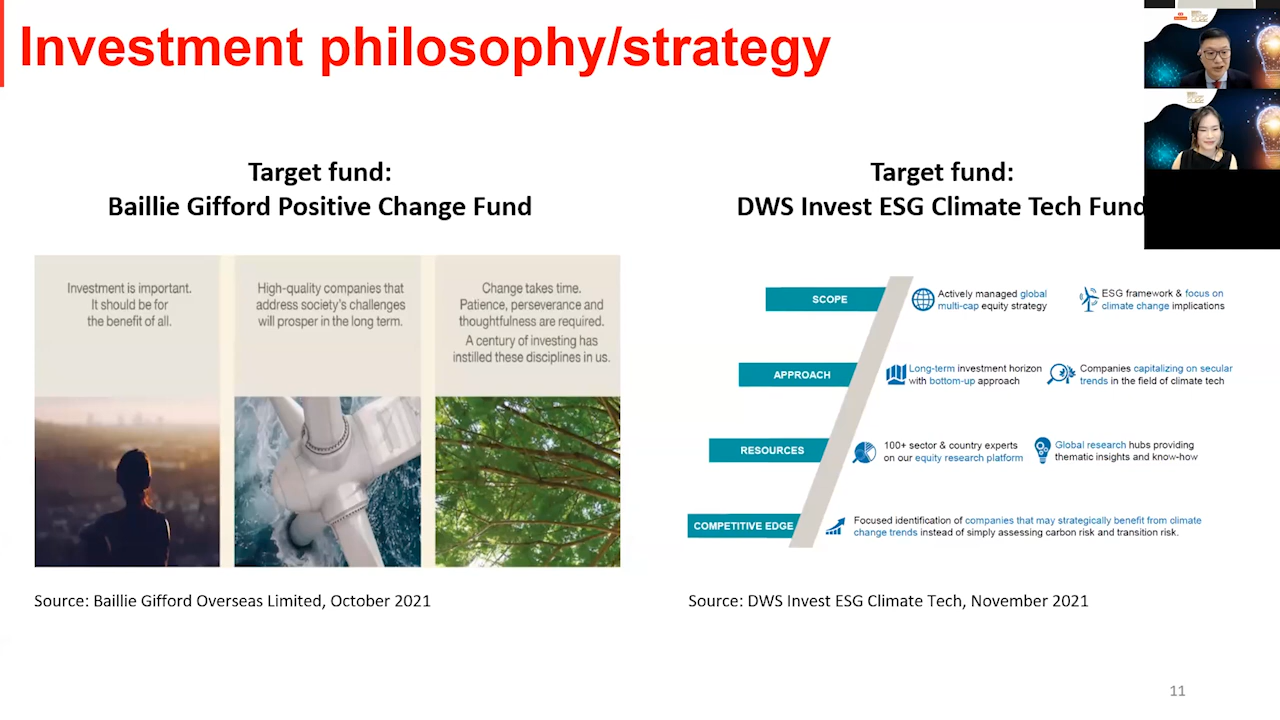 Investment philosophy/strategy
Target fund:
Baillie Gifford Positive Change Fund
Investment is important.
It should be for
the benefit of all.
High-quality companies that
address society's challenges
will prosper in the long term.
Change takes time.
Patience, perseverance and
thoughtfulness are required.
A century of investing has
instilled these disciplines in us.
Source: Baillie Gifford Overseas Limited, October 2021
Target fund:
DWS Invest ESG Climate Tech Fund
SCOPE
Actively managed global
multi-cap equity strategy
ESG framework & focus on
climate change implications
APPROACH
Long-term investment horizon
with bottom-up approach
Companies capitalizing on secular
trends in the field of climate tech
RESOURCES
100+ sector & country experts
on our equity research platform
Global research hubs providing
thematic insights and know-how
COMPETITIVE EDGE
Focused identification of companies that may strategically benefit from climate
change trends instead of simply assessing carbon risk and transition risk.
Source: DWS Invest ESG Climate Tech, November 2021
11